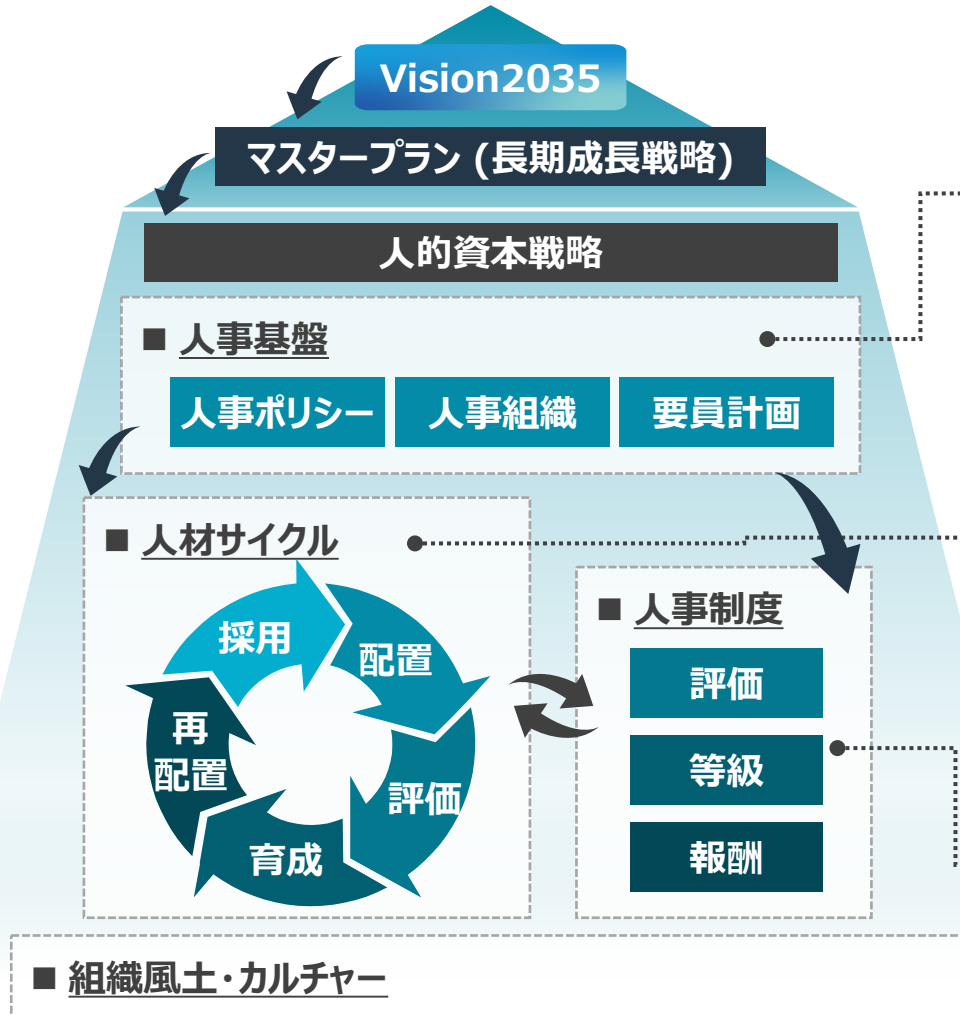 Vision2035
マスタープラン (長期成長戦略)
人的資本戦略
■ 人事基盤
人事ポリシー
人事組織
要員計画
■ 人材サイクル
採用
配置
評価
育成
再
配置
■ 人事制度
評価
等級
報酬
■ 組織風土・カルチャー